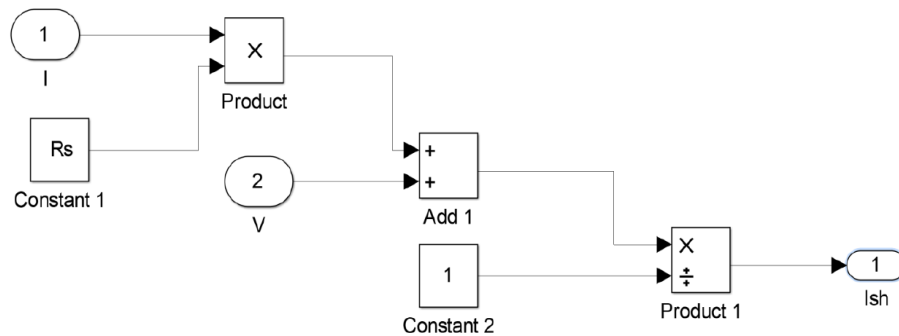 1
I
X
Product
Rs
Constant 1
2
V
+
+
Add 1
1
Constant 2
X
÷
Product 1
1
Ish